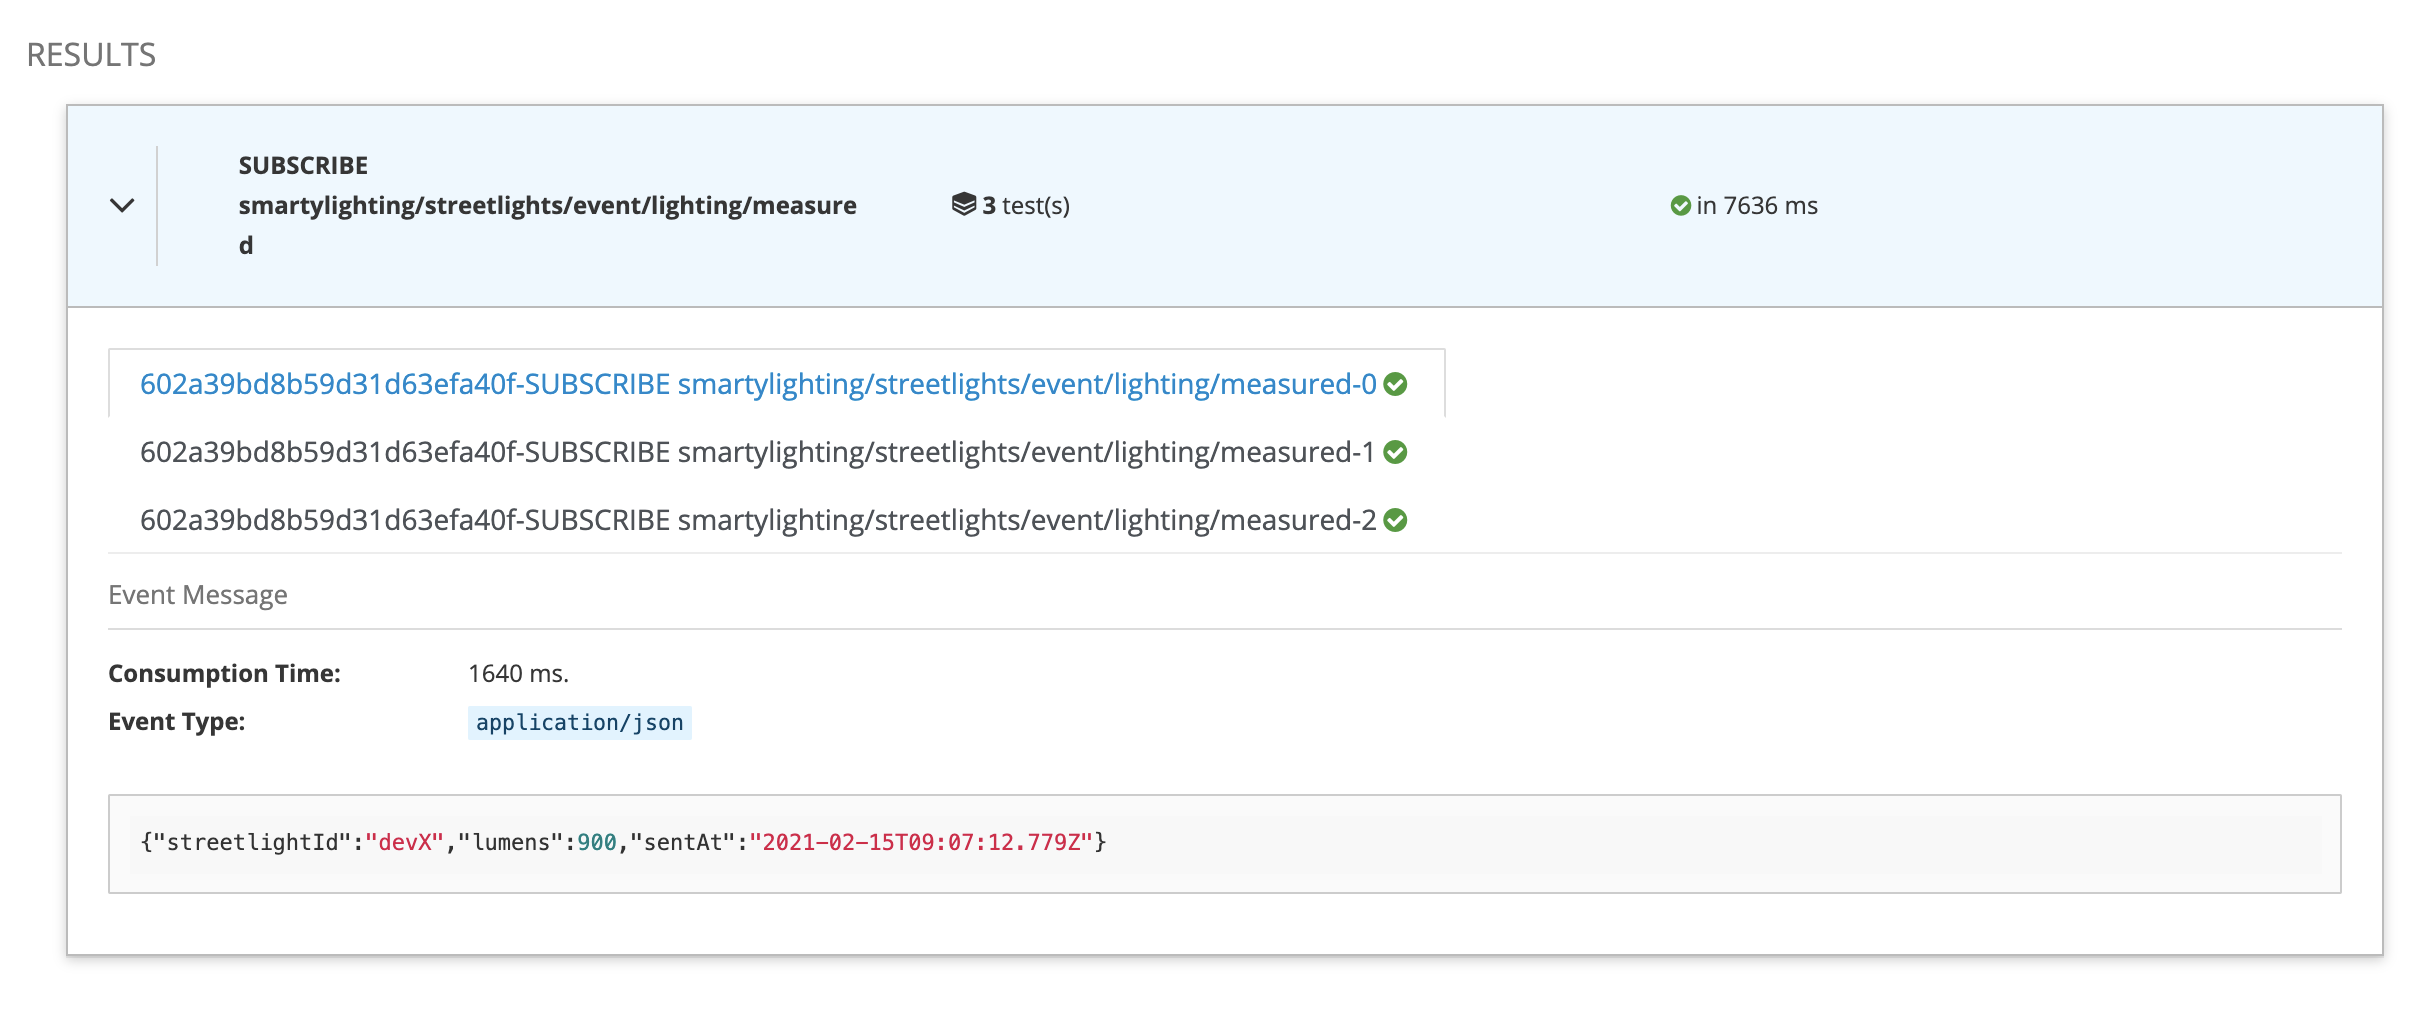 RESULTS
SUBSCRIBE
smartylighting/streetlights/event/lighting/measure
d
3 test(s)
in 7636 ms
602a39bd8b59d31d63efa40f-SUBSCRIBE smartylighting/streetlights/event/lighting/measured-0
602a39bd8b59d31d63efa40f-SUBSCRIBE smartylighting/streetlights/event/lighting/measured-1
602a39bd8b59d31d63efa40f-SUBSCRIBE smartylighting/streetlights/event/lighting/measured-2
Event Message
Consumption Time: 1640 ms.
Event Type: application/json
{"streetlightId":"devX","lumens":900,"sentAt":"2021-02-15T09:07:12.779Z"}